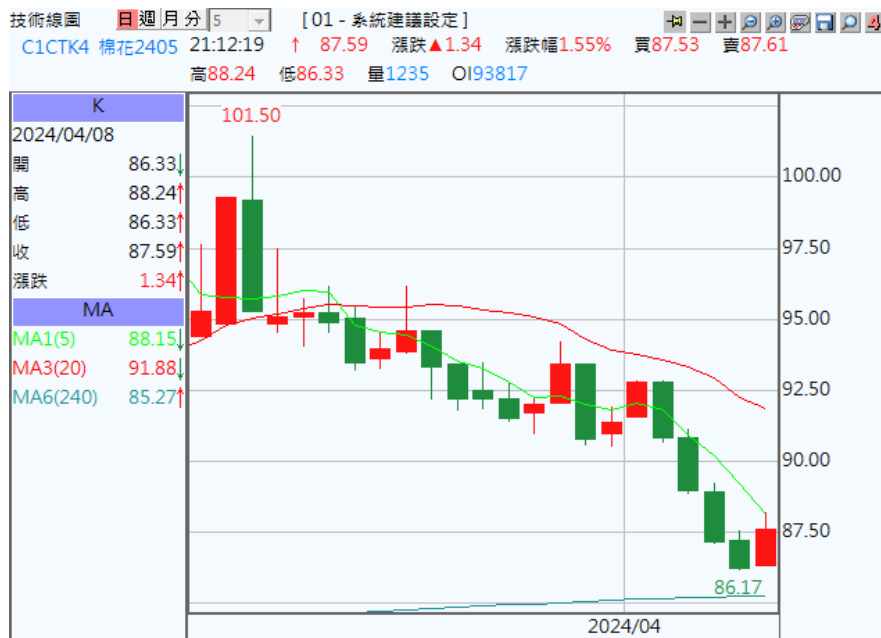 技術線圖 日 週 月 分 5 [ 01 - 系統建議設定 ]
C1CTK4 棉花2405 21:12:19 ↑ 87.59 漲跌▲1.34 漲跌幅1.55% 買87.53 賣87.61
高88.24 低86.33 量1235 OI93817
K
2024/04/08
開 86.33↓
高 88.24↑
低 86.33↑
收 87.59↑
漲跌 1.34↑
MA
MA1(5) 88.15↓
MA3(20) 91.88↓
MA6(240) 85.27↑
101.50
100.00
97.50
95.00
92.50
90.00
87.50
86.17
2024/04